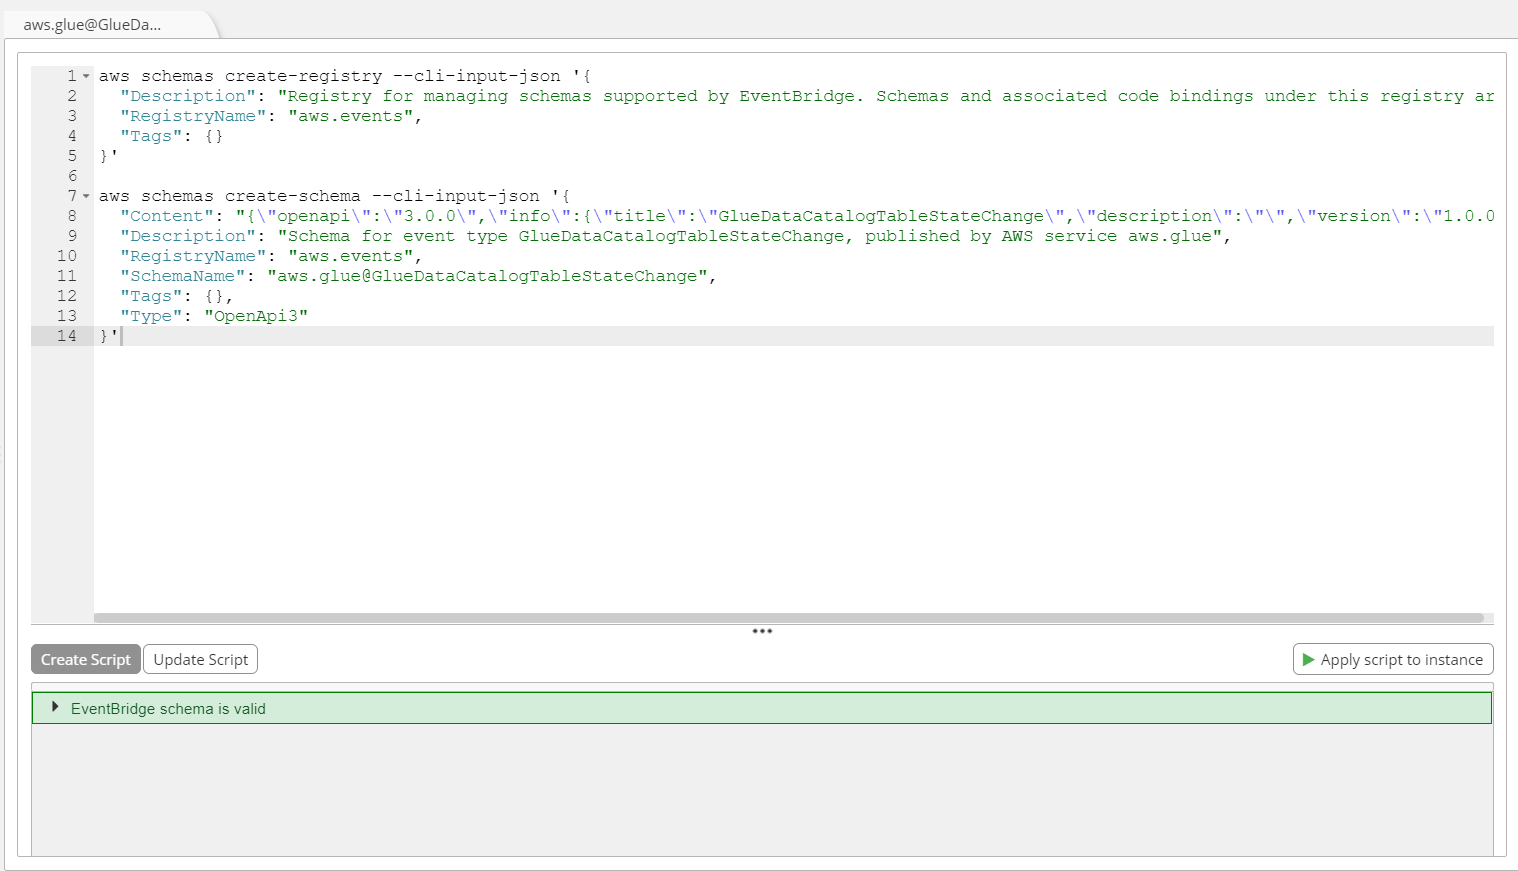 aws.glue@GlueDa...
1 aws schemas create-registry --cli-input-json '{
2 "Description": "Registry for managing schemas supported by EventBridge. Schemas and associated code bindings under this registry ar
3 "RegistryName": "aws.events",
4 "Tags": {}
5 }'
6
7 aws schemas create-schema --cli-input-json '{
8 "Content": "{\"openapi\":\"3.0.0\",\"info\":{\"title\":\"GlueDataCatalogTableStateChange\",\"description\":\"\",\"version\":\"1.0.0
9 "Description": "Schema for event type GlueDataCatalogTableStateChange, published by AWS service aws.glue",
10 "RegistryName": "aws.events",
11 "SchemaName": "aws.glue@GlueDataCatalogTableStateChange",
12 "Tags": {},
13 "Type": "OpenApi3"
14 }'
Create Script Update Script Apply script to instance
EventBridge schema is valid